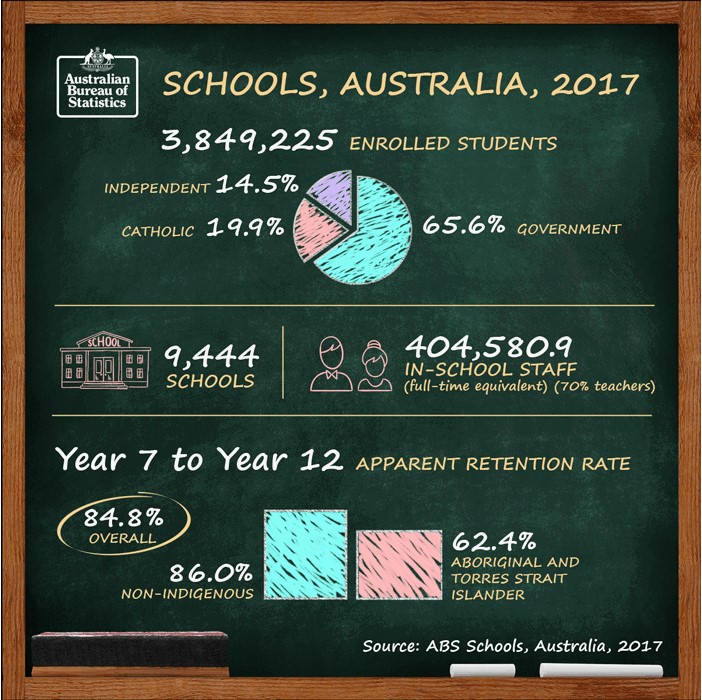 Australian
Bureau of
Statistics
SCHOOLS, AUSTRALIA, 2017
3,849,225 ENROLLED STUDENTS
INDEPENDENT 14.5%
CATHOLIC 19.9%
65.6% GOVERNMENT
SCHOOL
9,444
SCHOOLS
404,580.9
IN-SCHOOL STAFF
(full-time equivalent) (70% teachers)
Year 7 to Year 12 APPARENT RETENTION RATE
84.8%
OVERALL
86.0%
NON-INDIGENOUS
62.4%
ABORIGINAL AND
TORRES STRAIT
ISLANDER
Source: ABS Schools, Australia, 2017